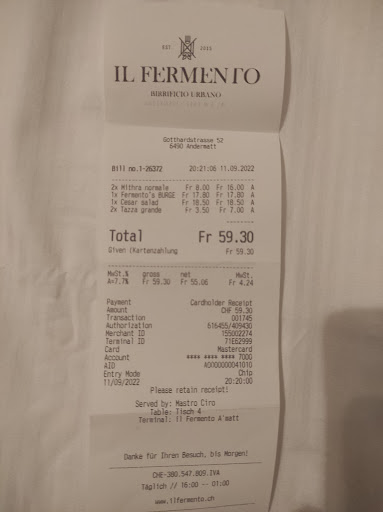 EST. 2015
IL FERMENTO
BIRRIFICIO URBANO
Gotthardstrasse 52
6490 Andermatt
Bill no.1-26372 20:21:06 11.09.2022
2x Mithra normale Fr 8.00 Fr 16.00 A
1x Fermento's BURGE Fr 17.80 Fr 17.80 A
1x Cesar salad Fr 18.50 Fr 18.50 A
2x Tazza grande Fr 3.50 Fr 7.00 A
Total Fr 59.30
Given (Kartenzahlung Fr 59.30
MwSt.% gross net MwSt.
A=7.7% Fr 59.30 Fr 55.06 Fr 4.24
Payment Cardholder Receipt
Amount CHF 59.30
Transaction 001745
Authorization 616455/409430
Merchant ID 155002274
Terminal ID 71E62999
Card Mastercard
Account **** **** **** 7000
AID A0000000041010
Entry Mode Chip
11/09/2022 20:20:00
Please retain receipt!
Served by: Mastro Ciro
Table: Tisch 4
Terminal: il Fermento A'matt
Danke für Ihren Besuch, bis Morgen!
CHE-380.547.809.IVA
Täglich // 16:00 -- 01:00
www.ilfermento.ch